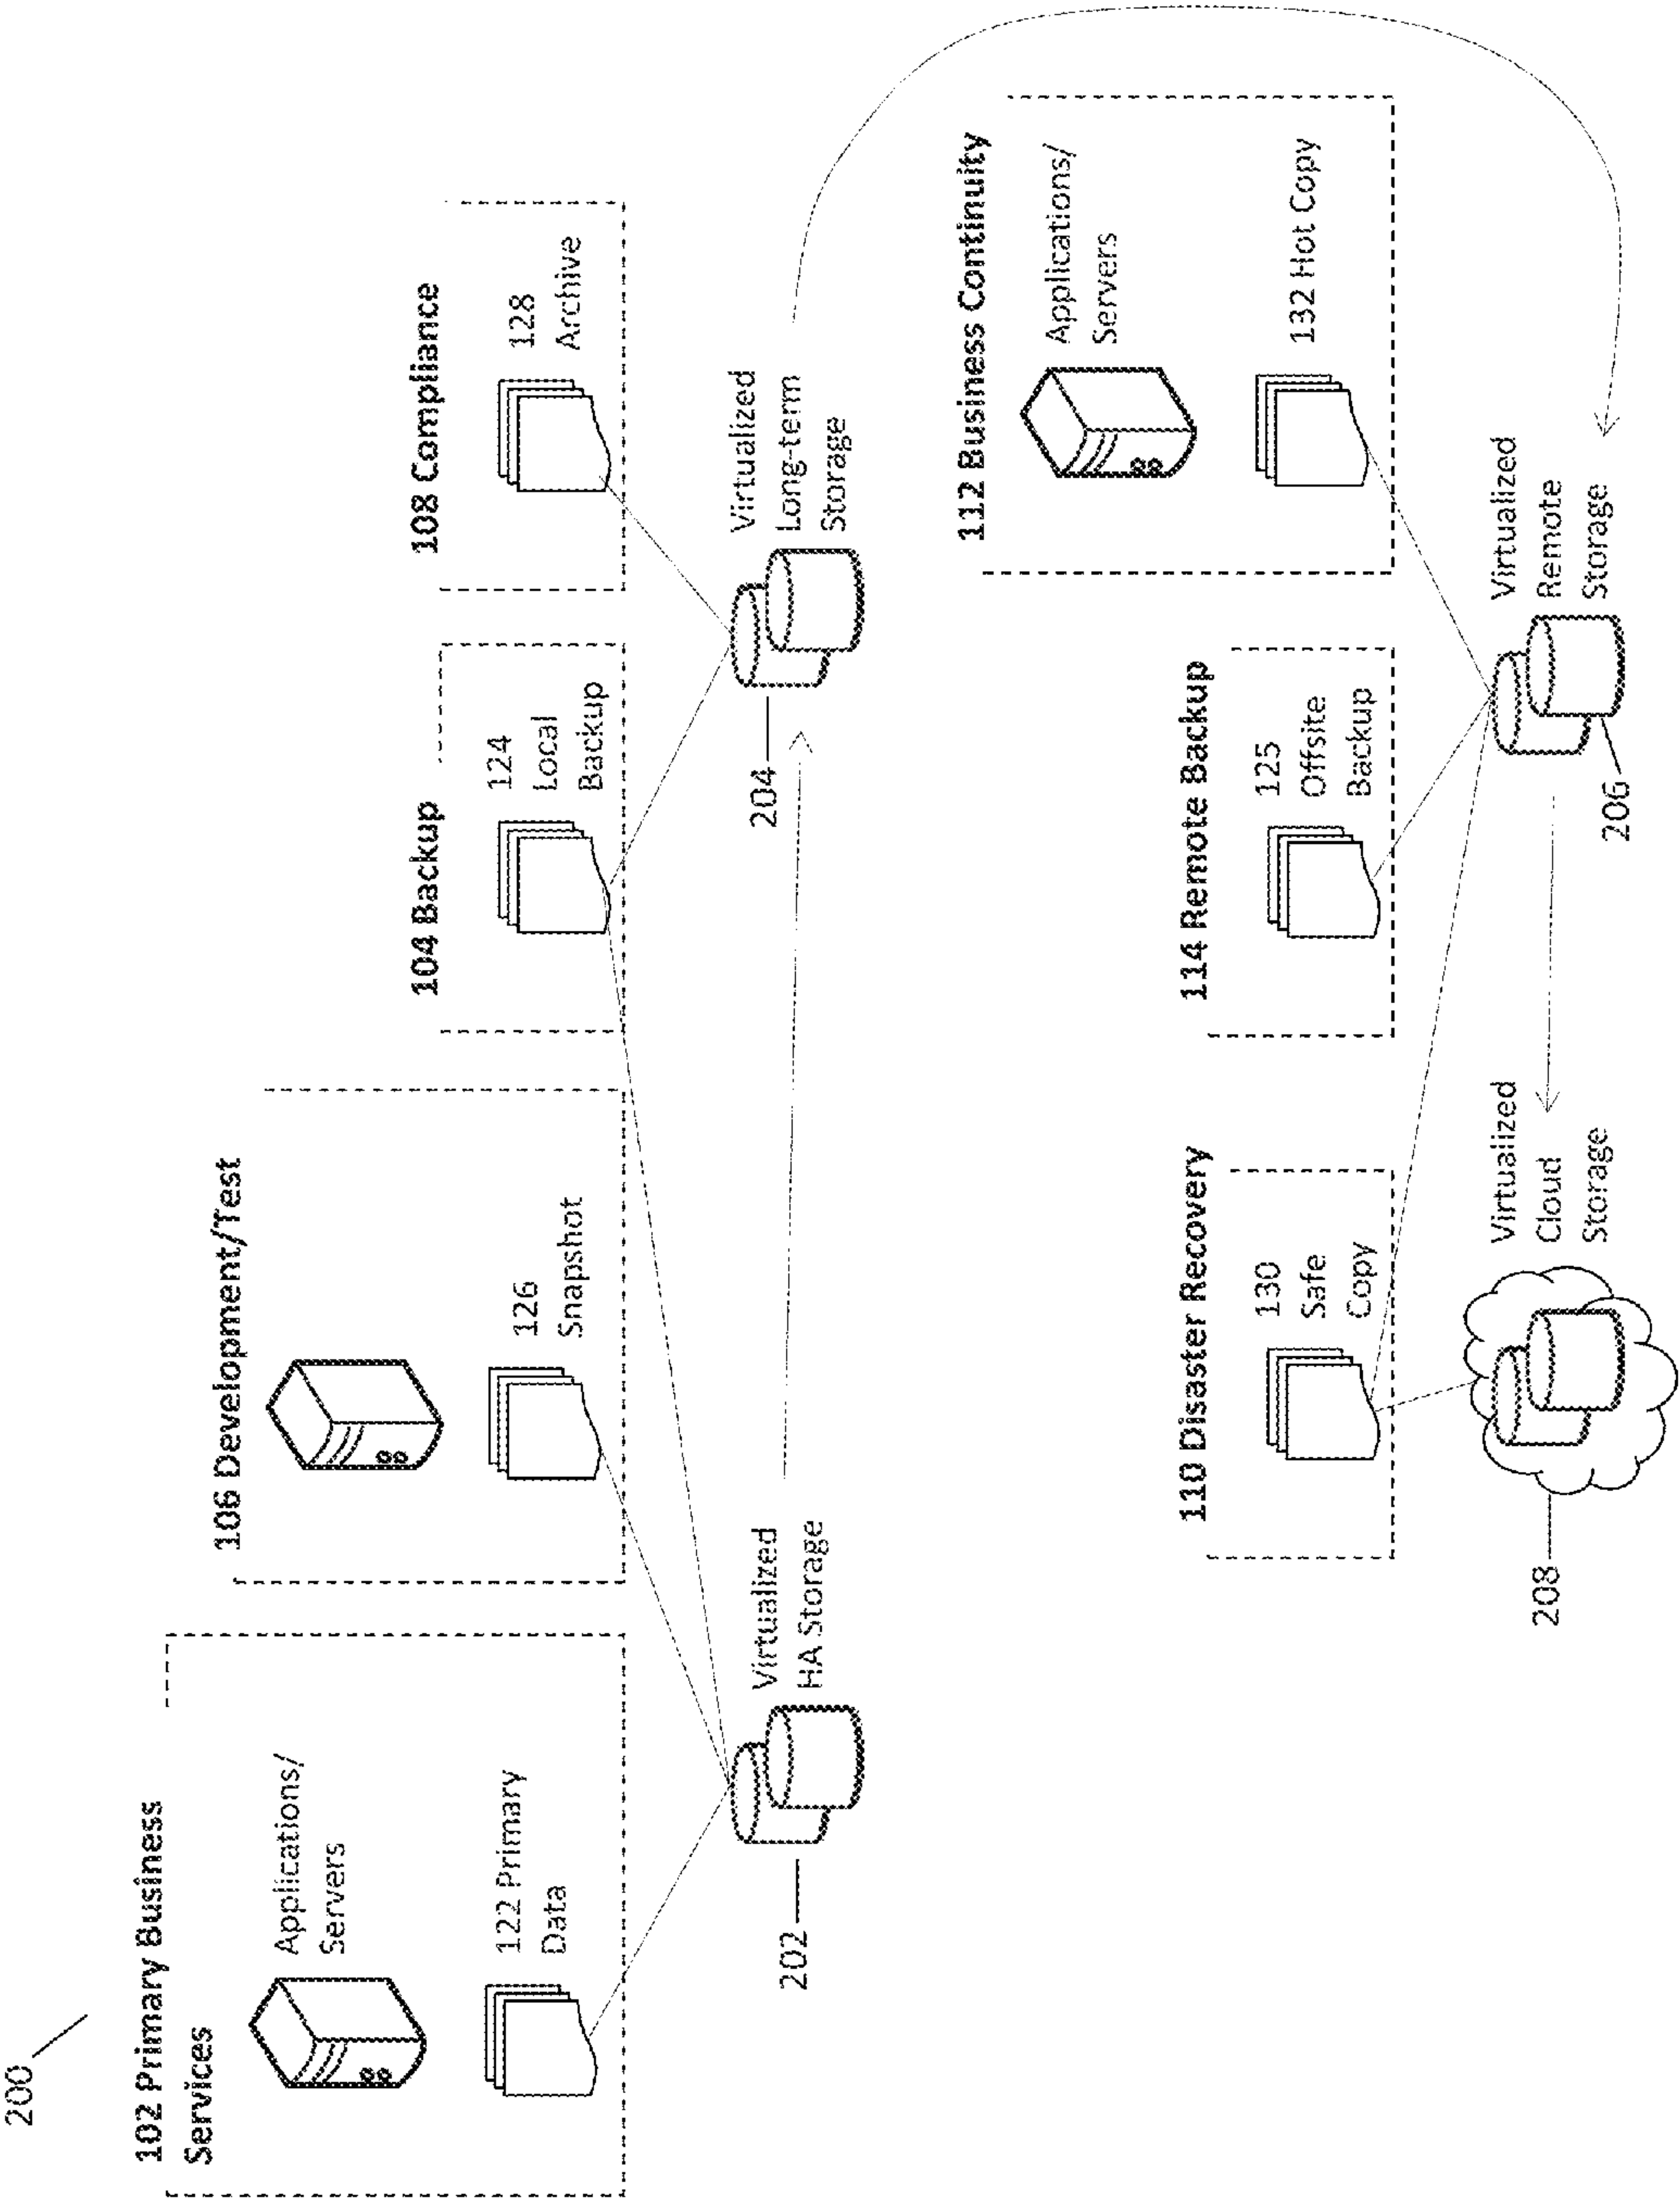 200
102 Primary Business
Services
Applications/
Servers
122 Primary
Data
106 Development/Test
126
Snapshot
104 Backup
124
Local
Backup
108 Compliance
128
Archive
202
Virtualized
HA Storage
204
Virtualized
Long-term
Storage
110 Disaster Recovery
130
Safe
Copy
114 Remote Backup
125
Offsite
Backup
112 Business Continuity
Applications/
Servers
132 Hot Copy
208
Virtualized
Cloud
Storage
206
Virtualized
Remote
Storage